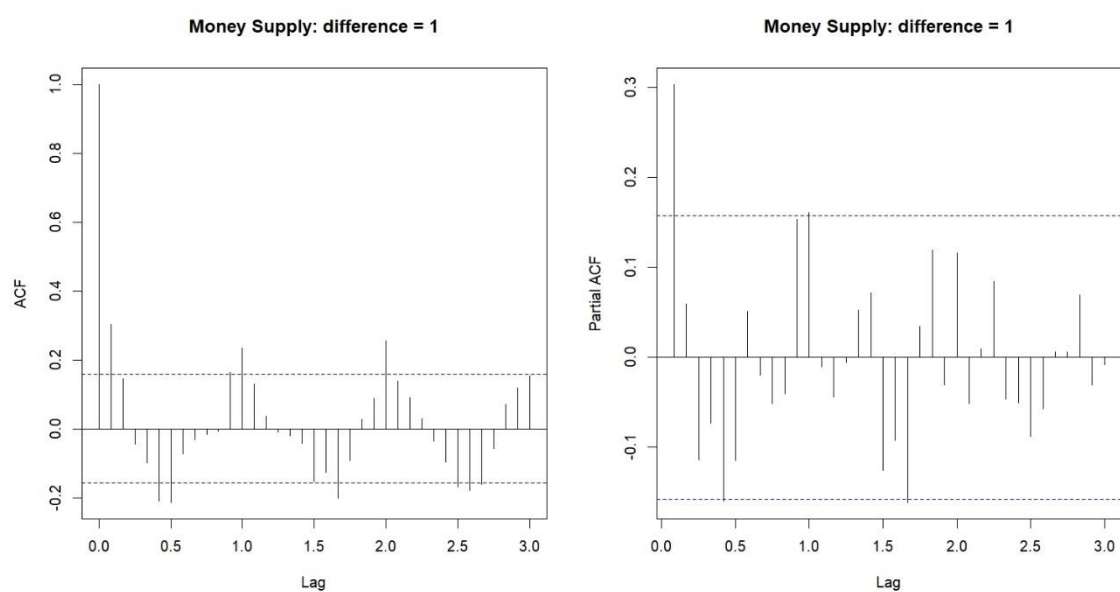 Money Supply: difference = 1
ACF
1.0
0.8
0.6
0.4
0.2
0.0
-0.2
0.0 0.5 1.0 1.5 2.0 2.5 3.0
Lag
Money Supply: difference = 1
Partial ACF
0.3
0.2
0.1
0.0
-0.1
0.0 0.5 1.0 1.5 2.0 2.5 3.0
Lag